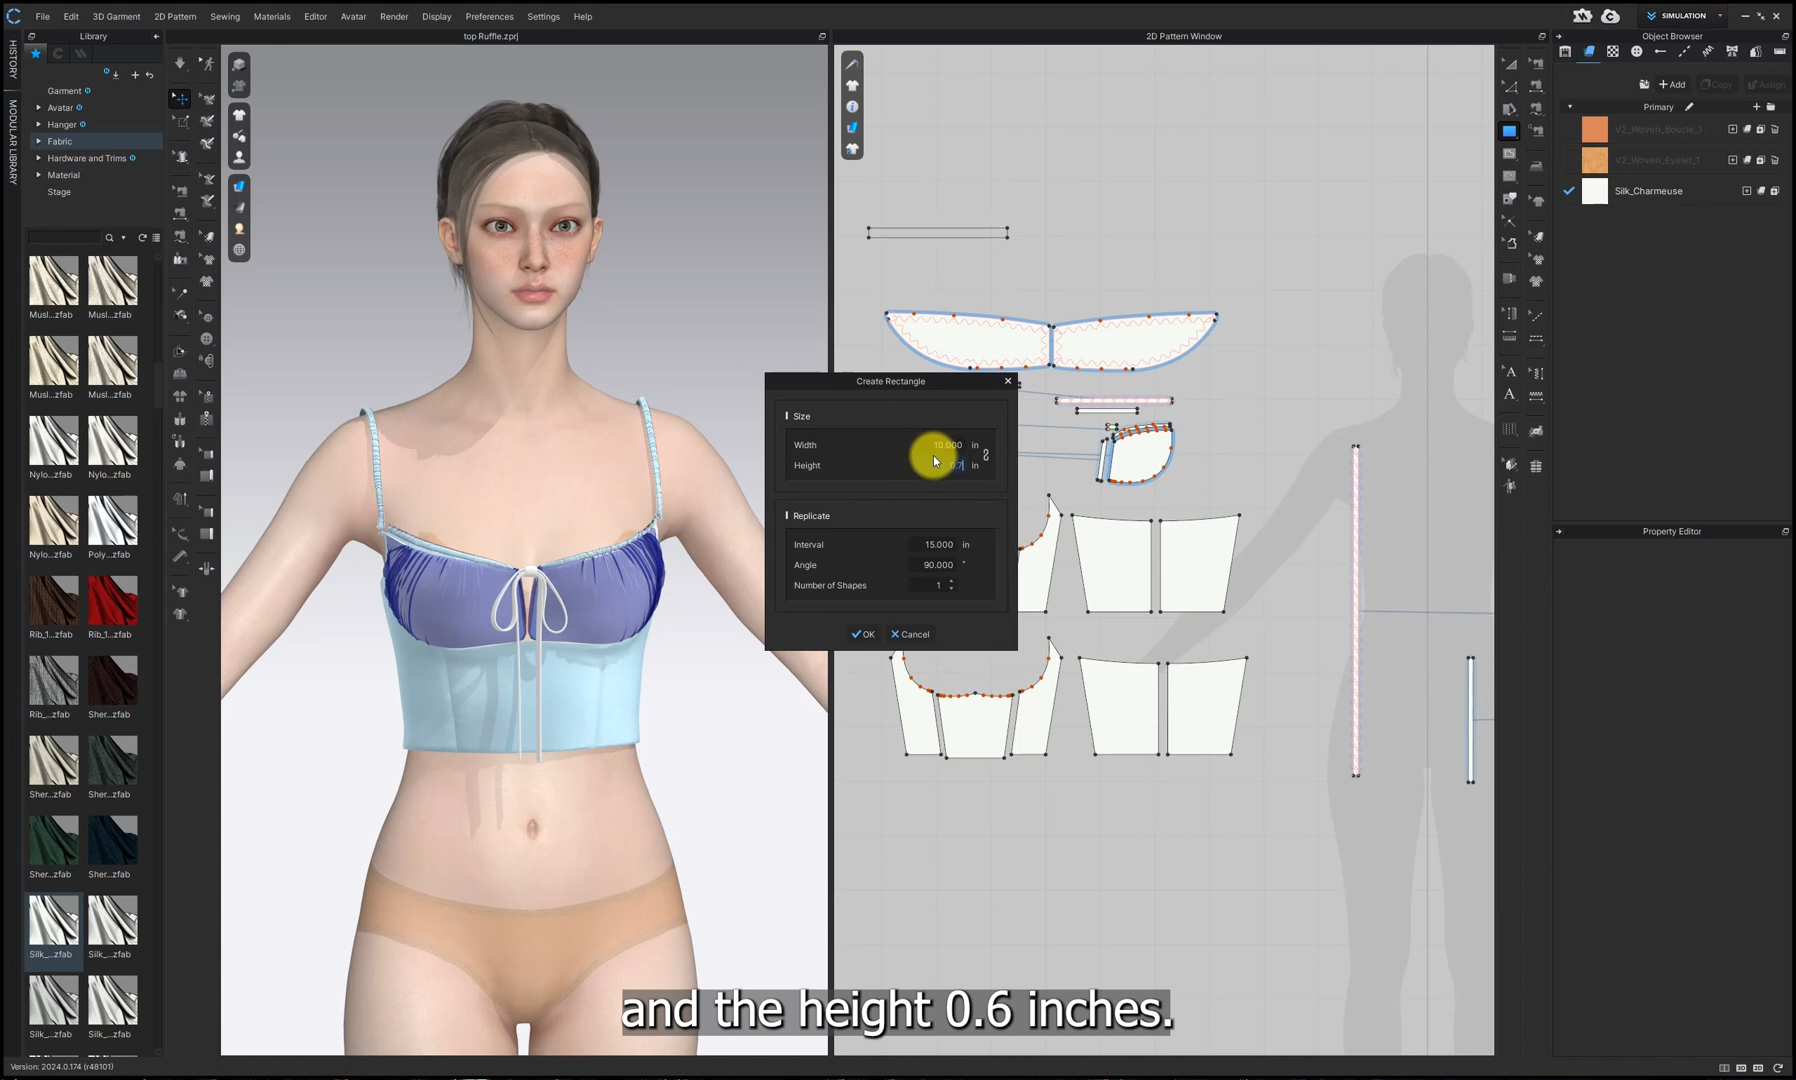 File Edit 3D Garment 2D Pattern Sewing Materials Editor Avatar Render Display Preferences Settings Help
SIMULATION
HISTORY
MODULAR LIBRARY
Library
Garment
Avatar
Hanger
Fabric
Hardware and Trims
Material
Stage
Musl...zfab Musl...zfab
Musl...zfab Musl...zfab
Nylo...zfab Nylo...zfab
Nylo...zfab Poly...zfab
Rib_1...zfab Rib_1...zfab
Rib_...zfab Sher...zfab
Sher...zfab Sher...zfab
Sher...zfab Sher...zfab
Silk_...zfab Silk_...zfab
Silk_...zfab Silk_...zfab
top Ruffle.zprj
2D Pattern Window
Create Rectangle
Size
Width 10.000 in
Height 0.7 in
Replicate
Interval 15.000 in
Angle 90.000 °
Number of Shapes 1
OK Cancel
Object Browser
Add Copy Assign
Primary
V2_Woven_Boucle_1
V2_Woven_Eyelet_1
Silk_Charmeuse
Property Editor
and the height 0.6 inches.
Version: 2024.0.174 (r48101)
3D 2D